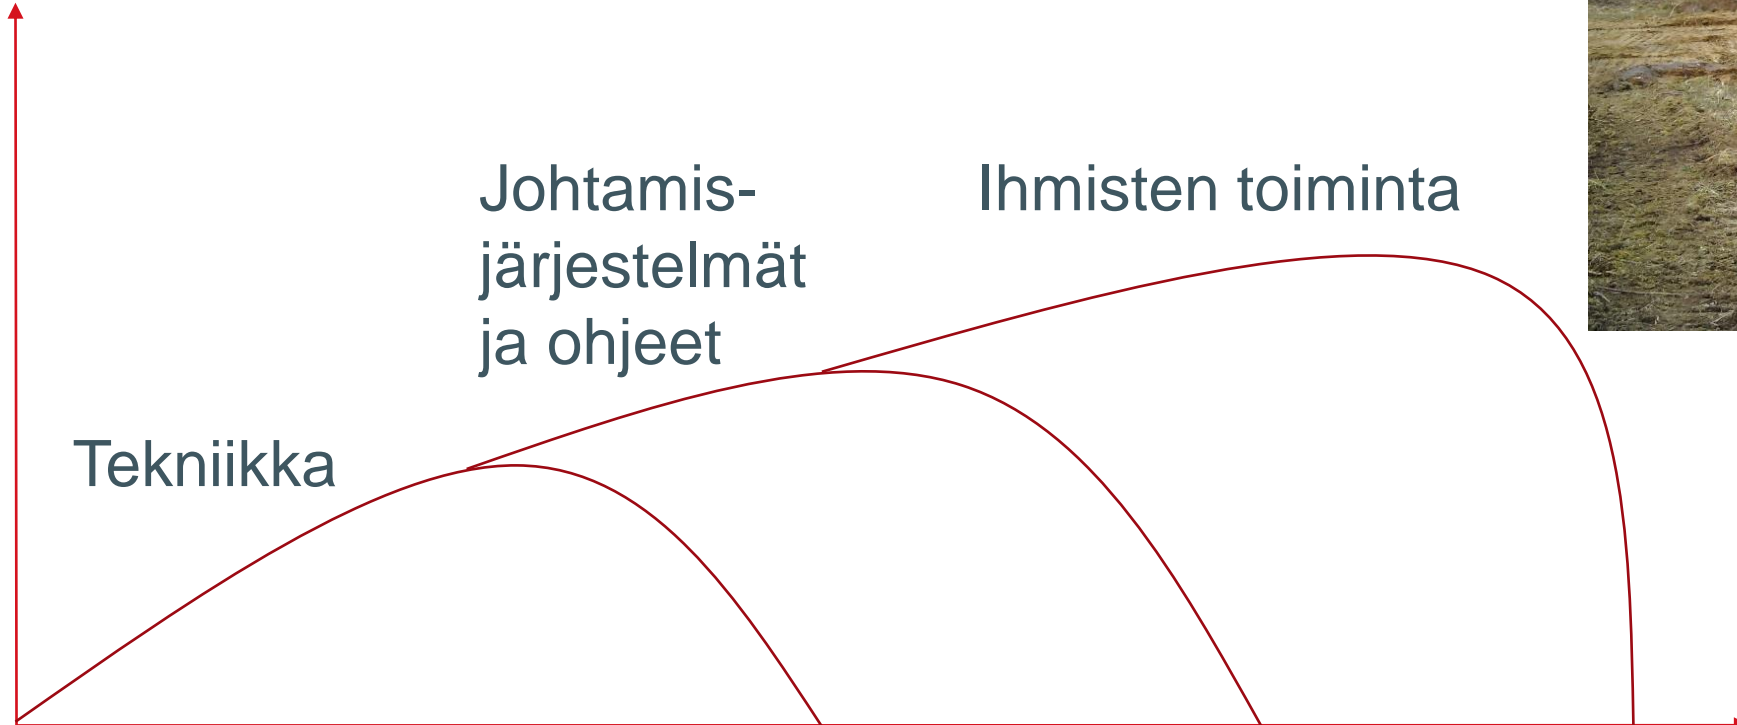 Johtamis-
järjestelmät
ja ohjeet
Ihmisten toiminta
Tekniikka